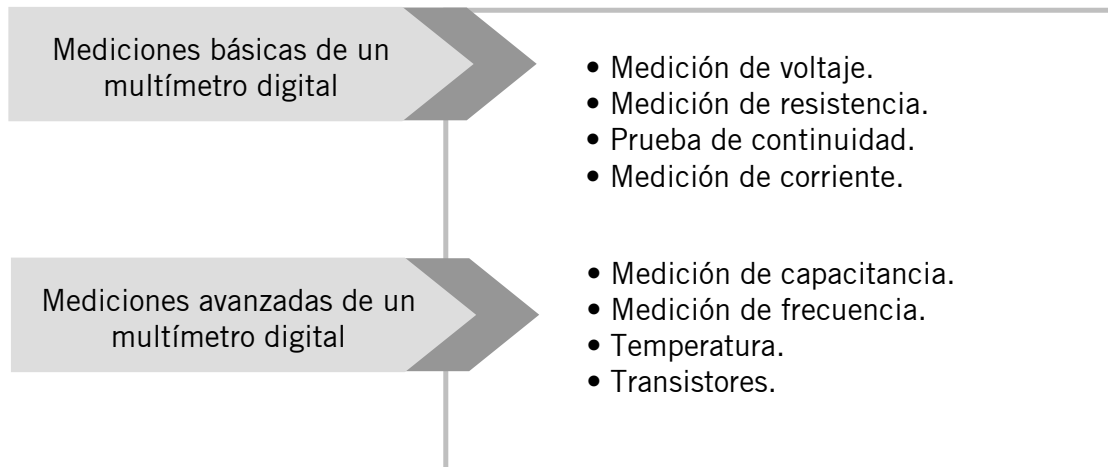 Mediciones básicas de un
multímetro digital
• Medición de voltaje.
• Medición de resistencia.
• Prueba de continuidad.
• Medición de corriente.
Mediciones avanzadas de un
multímetro digital
• Medición de capacitancia.
• Medición de frecuencia.
• Temperatura.
• Transistores.